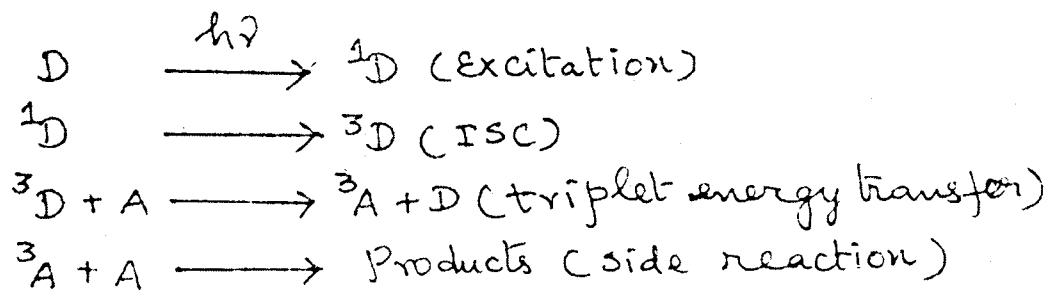 D hν ⟶ ¹D (Excitation)
¹D ⟶ ³D (ISC)
³D + A ⟶ ³A + D (triplet energy transfer)
³A + A ⟶ Products (side reaction)